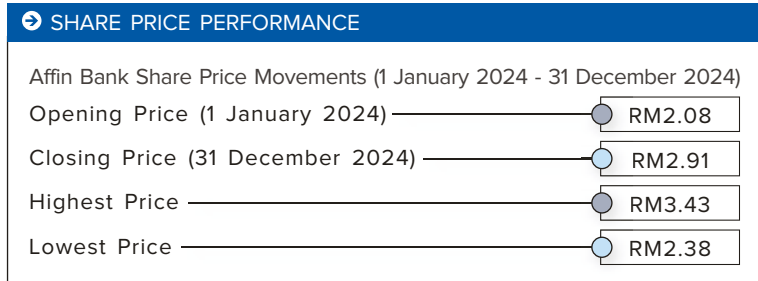 SHARE PRICE PERFORMANCE
Affin Bank Share Price Movements (1 January 2024 - 31 December 2024)
Opening Price (1 January 2024) RM2.08
Closing Price (31 December 2024) RM2.91
Highest Price RM3.43
Lowest Price RM2.38